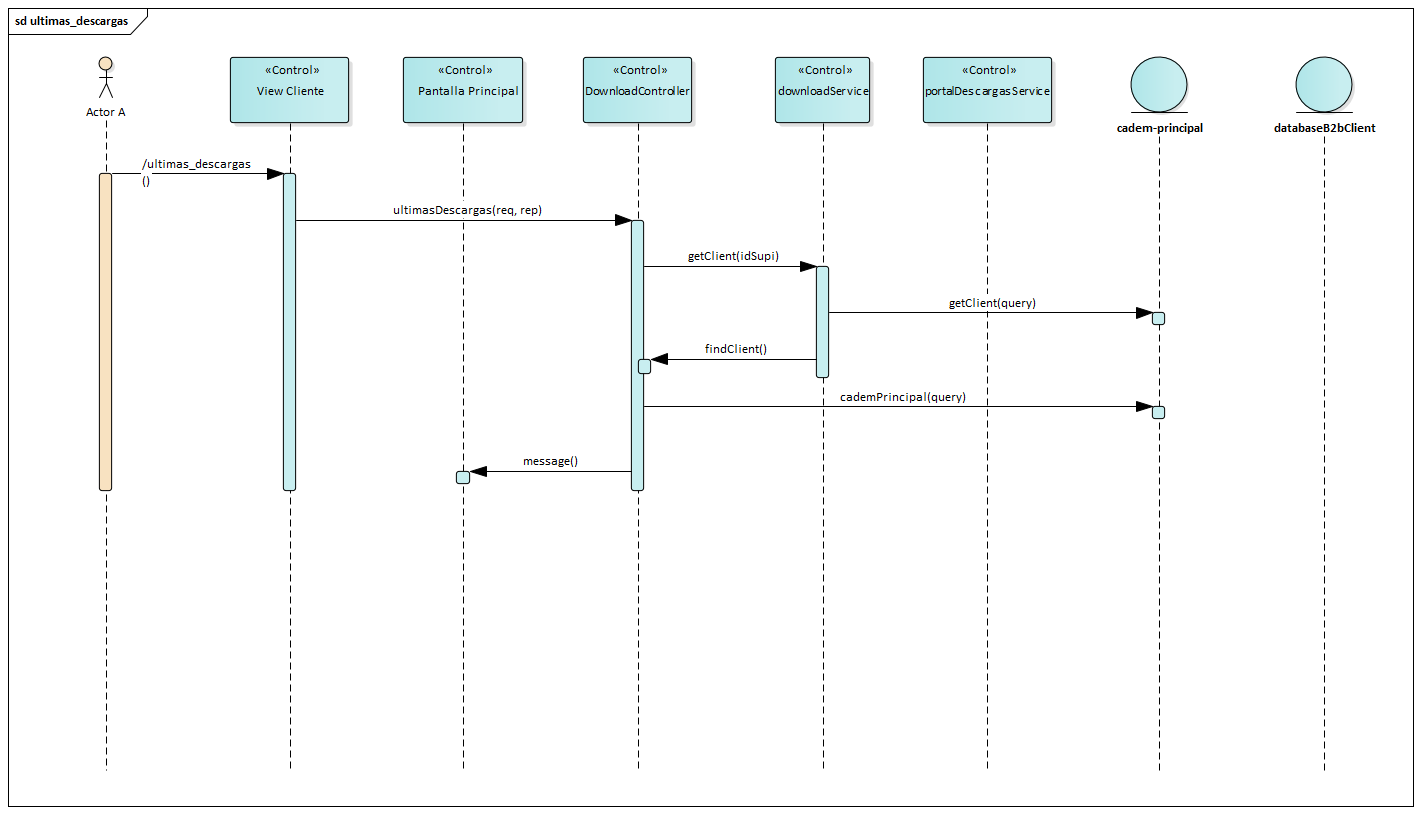 sd ultimas_descargas
Actor A
«Control»
View Cliente
«Control»
Pantalla Principal
«Control»
DownloadController
«Control»
downloadService
«Control»
portalDescargasService
cadem-principal
databaseB2bClient
/ultimas_descargas
()
ultimasDescargas(req, rep)
getClient(idSupi)
getClient(query)
findClient()
cademPrincipal(query)
message()